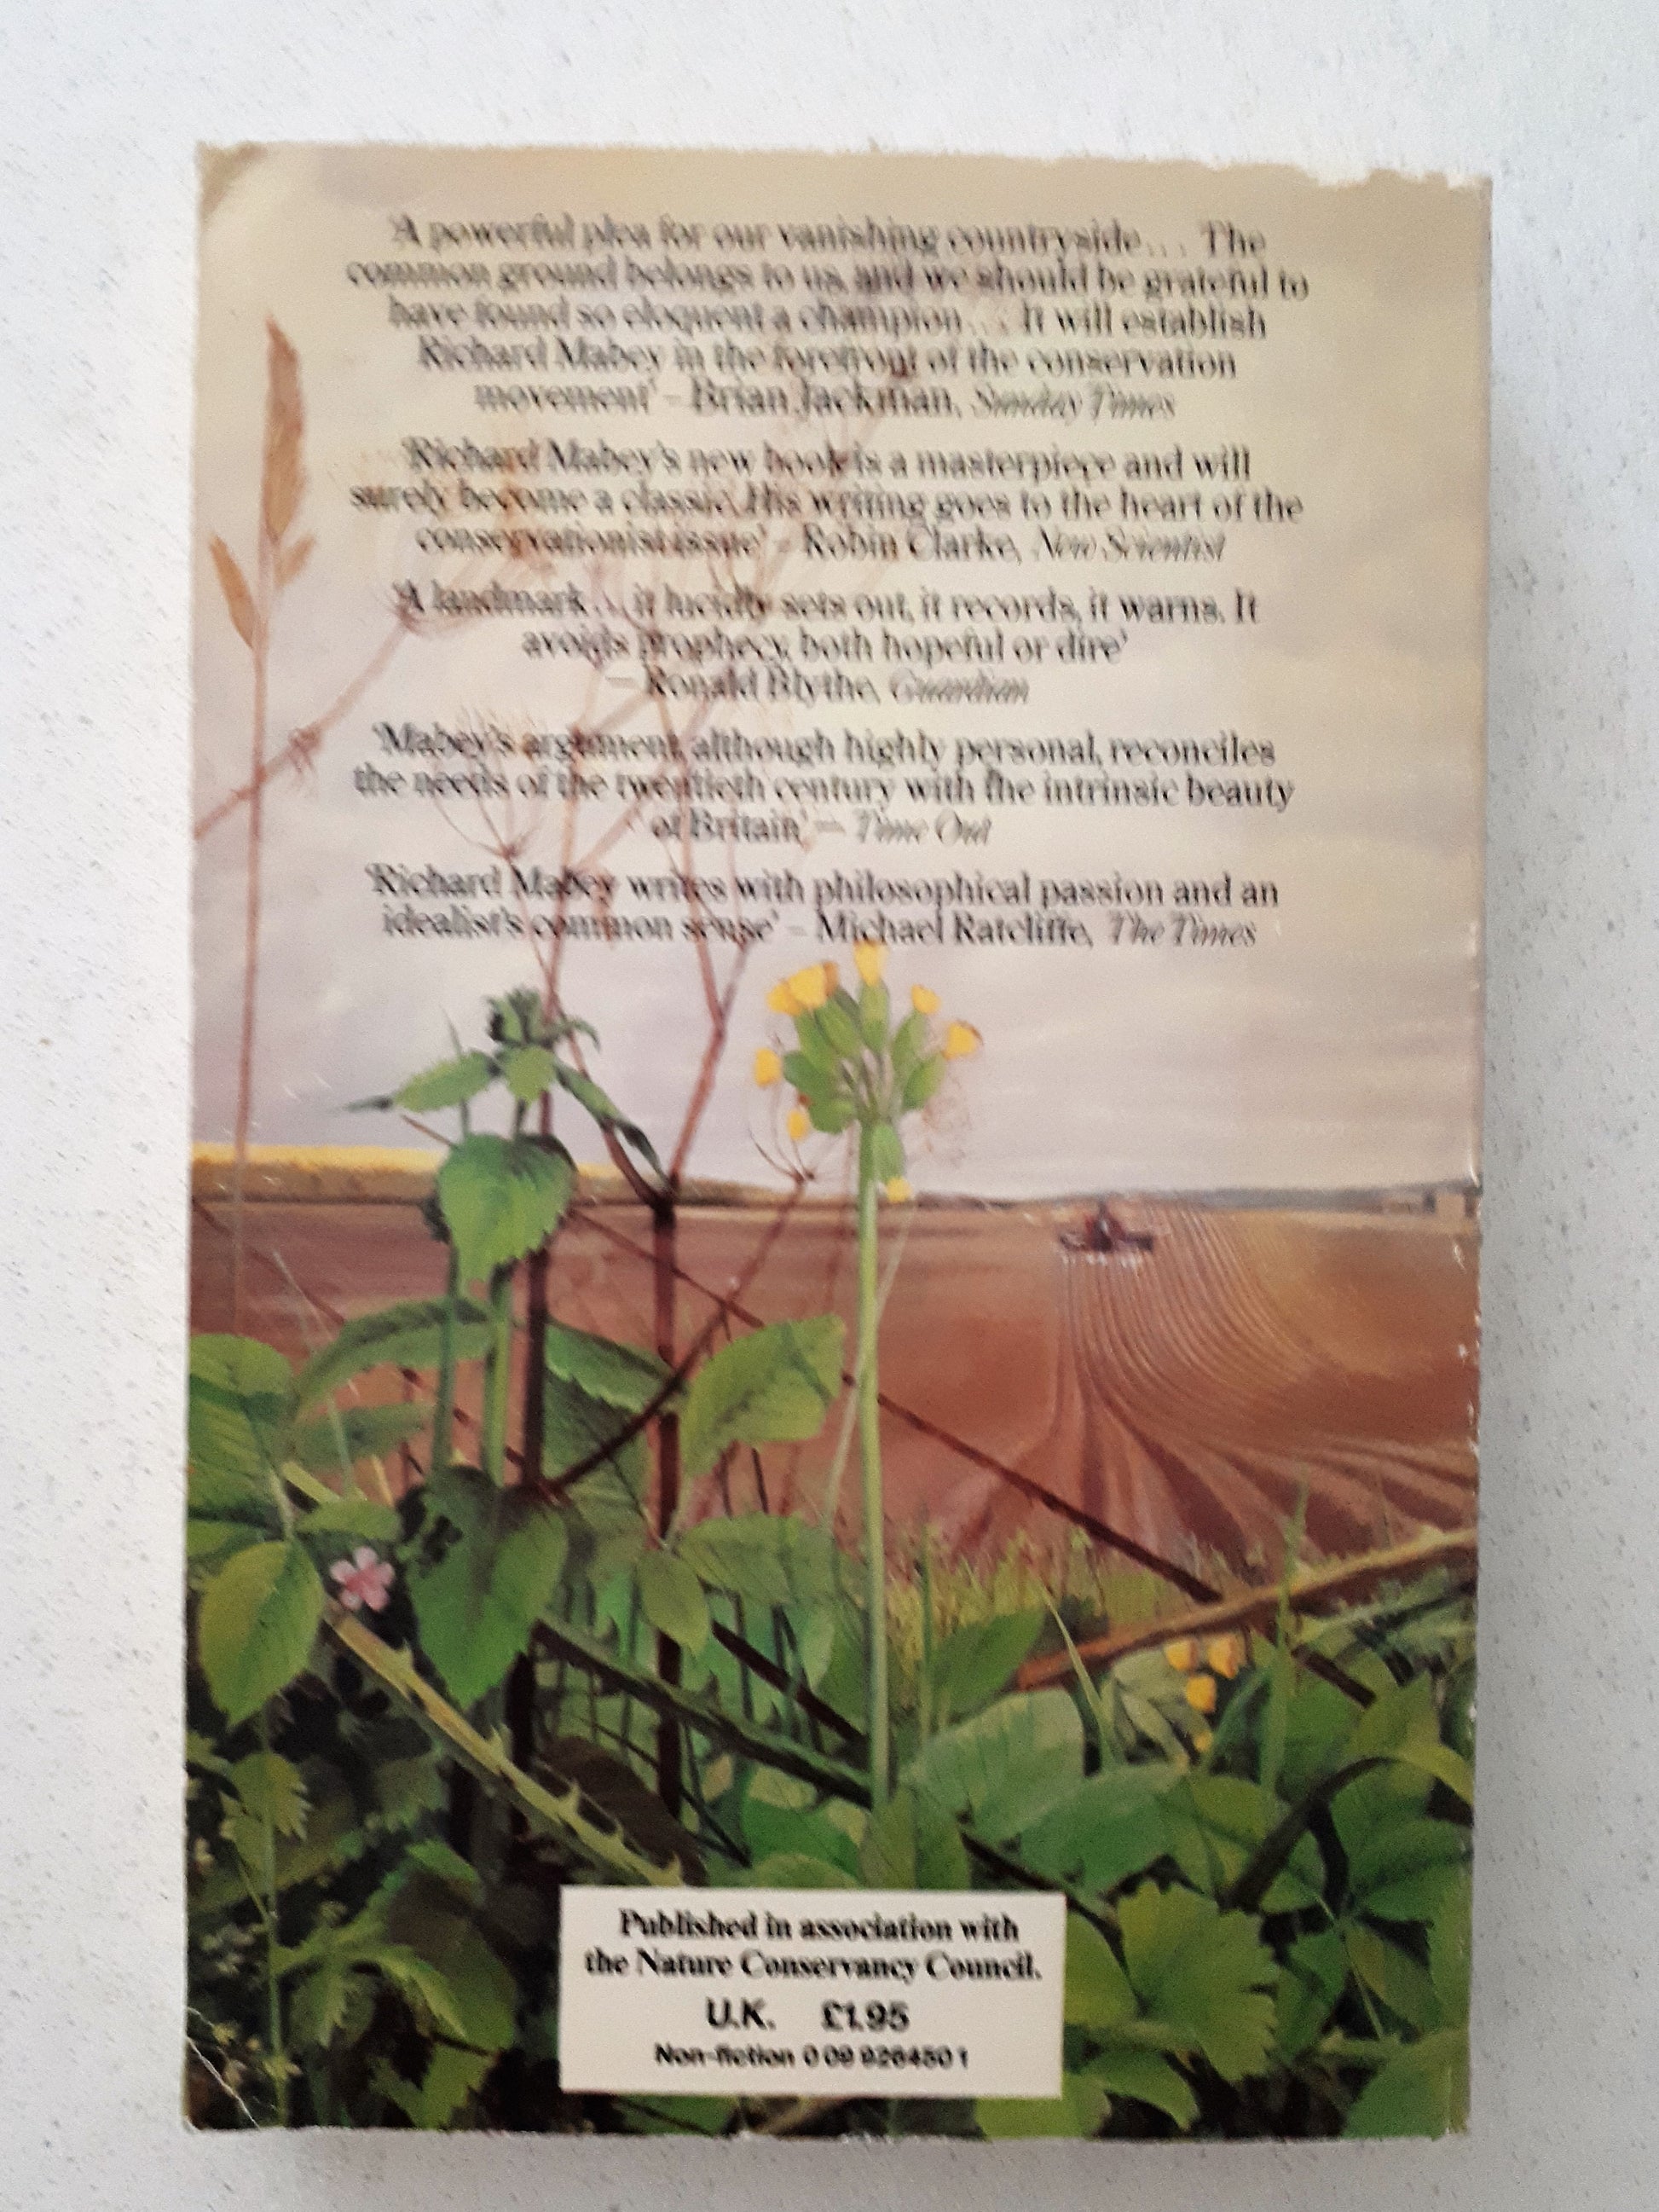 'A powerful plea for our vanishing countryside... The
common ground belongs to us, and we should be grateful to
have found so eloquent a champion... It will establish
Richard Mabey in the forefront of the conservation
movement' – Brian Jackman, Sunday Times
'Richard Mabey's new book is a masterpiece and will
surely become a classic. His writing goes to the heart of the
conservationist issue' – Robin Clarke, New Scientist
'A landmark... it lucidly sets out, it records, it warns. It
avoids prophecy, both hopeful or dire'
– Ronald Blythe, Guardian
'Mabey's argument, although highly personal, reconciles
the needs of the twentieth century with the intrinsic beauty
of Britain' – Time Out
'Richard Mabey writes with philosophical passion and an
idealist's common sense' – Michael Ratcliffe, The Times
Published in association with
the Nature Conservancy Council.
U.K. £1.95
Non-fiction 0 09 926450 1